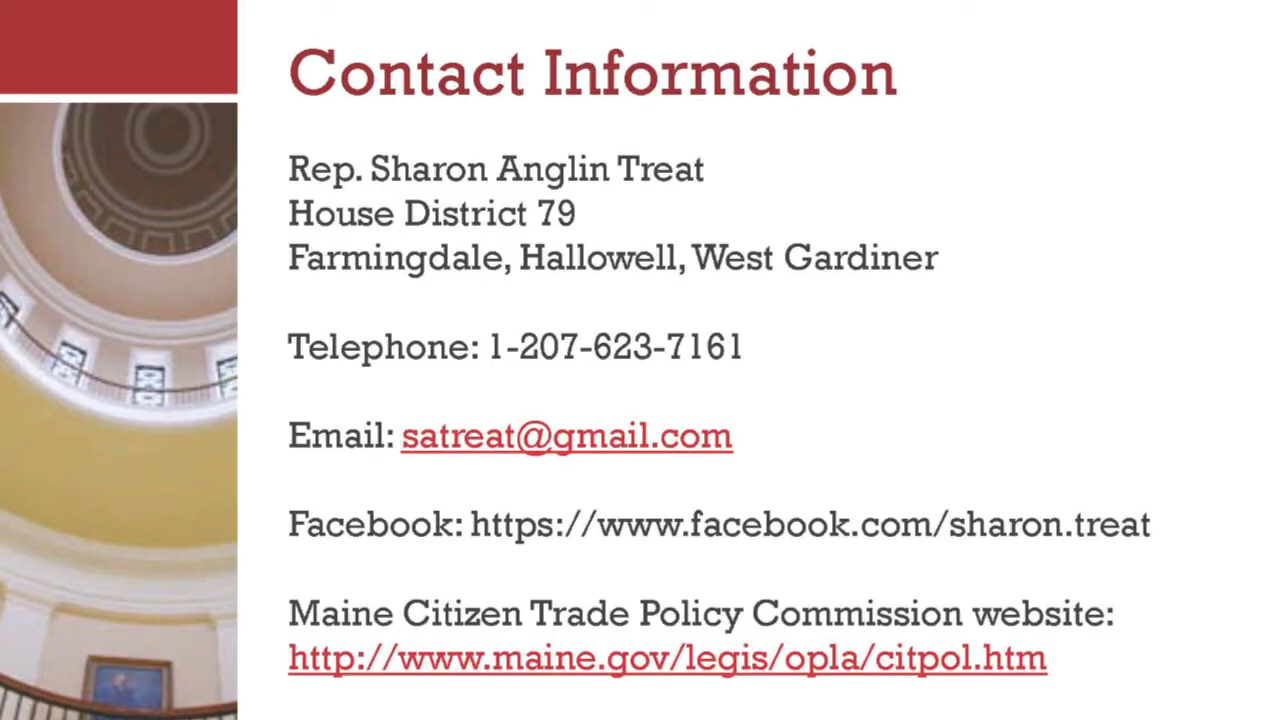 Contact Information
Rep. Sharon Anglin Treat
House District 79
Farmingdale, Hallowell, West Gardiner
Telephone: 1-207-623-7161
Email: satreat@gmail.com
Facebook: https://www.facebook.com/sharon.treat
Maine Citizen Trade Policy Commission website:
http://www.maine.gov/legis/opla/citpol.htm